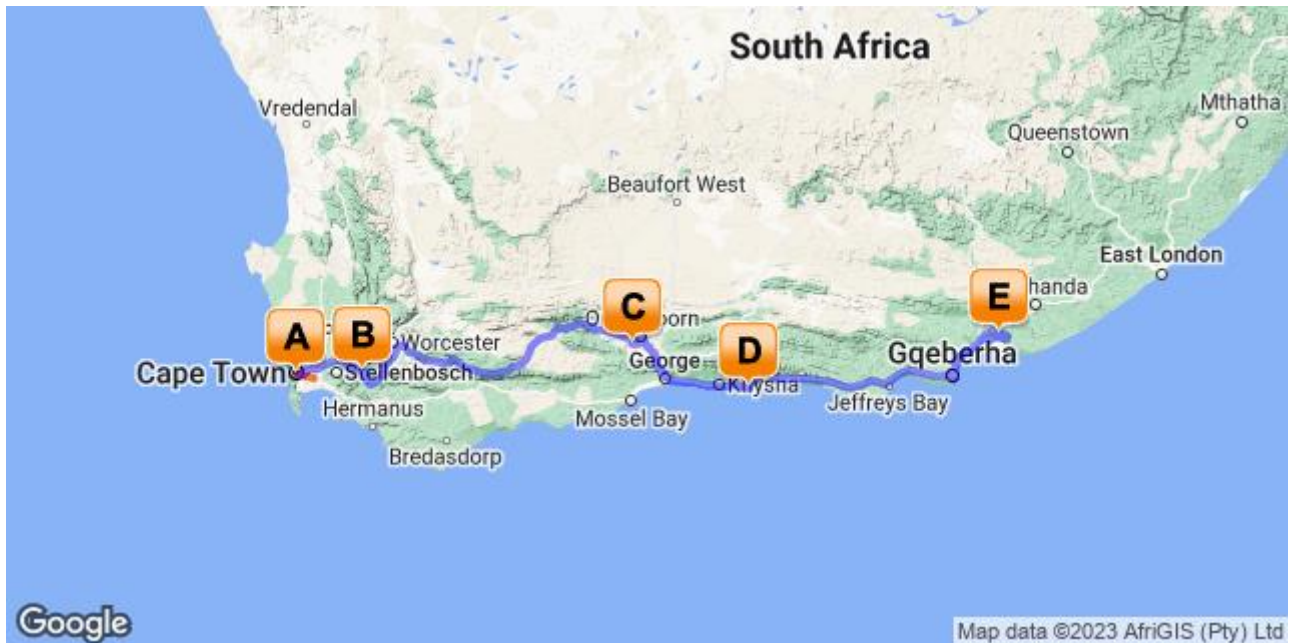 South Africa
Vredendal
Mthatha
Queenstown
Beaufort West
East London
E
handa
C
oorn
A
B
Worcester
D
George
Gqeberha
Cape Town
Stellenbosch
Knysna
Jeffreys Bay
Hermanus
Mossel Bay
Bredasdorp
Google
Map data ©2023 AfriGIS (Pty) Ltd